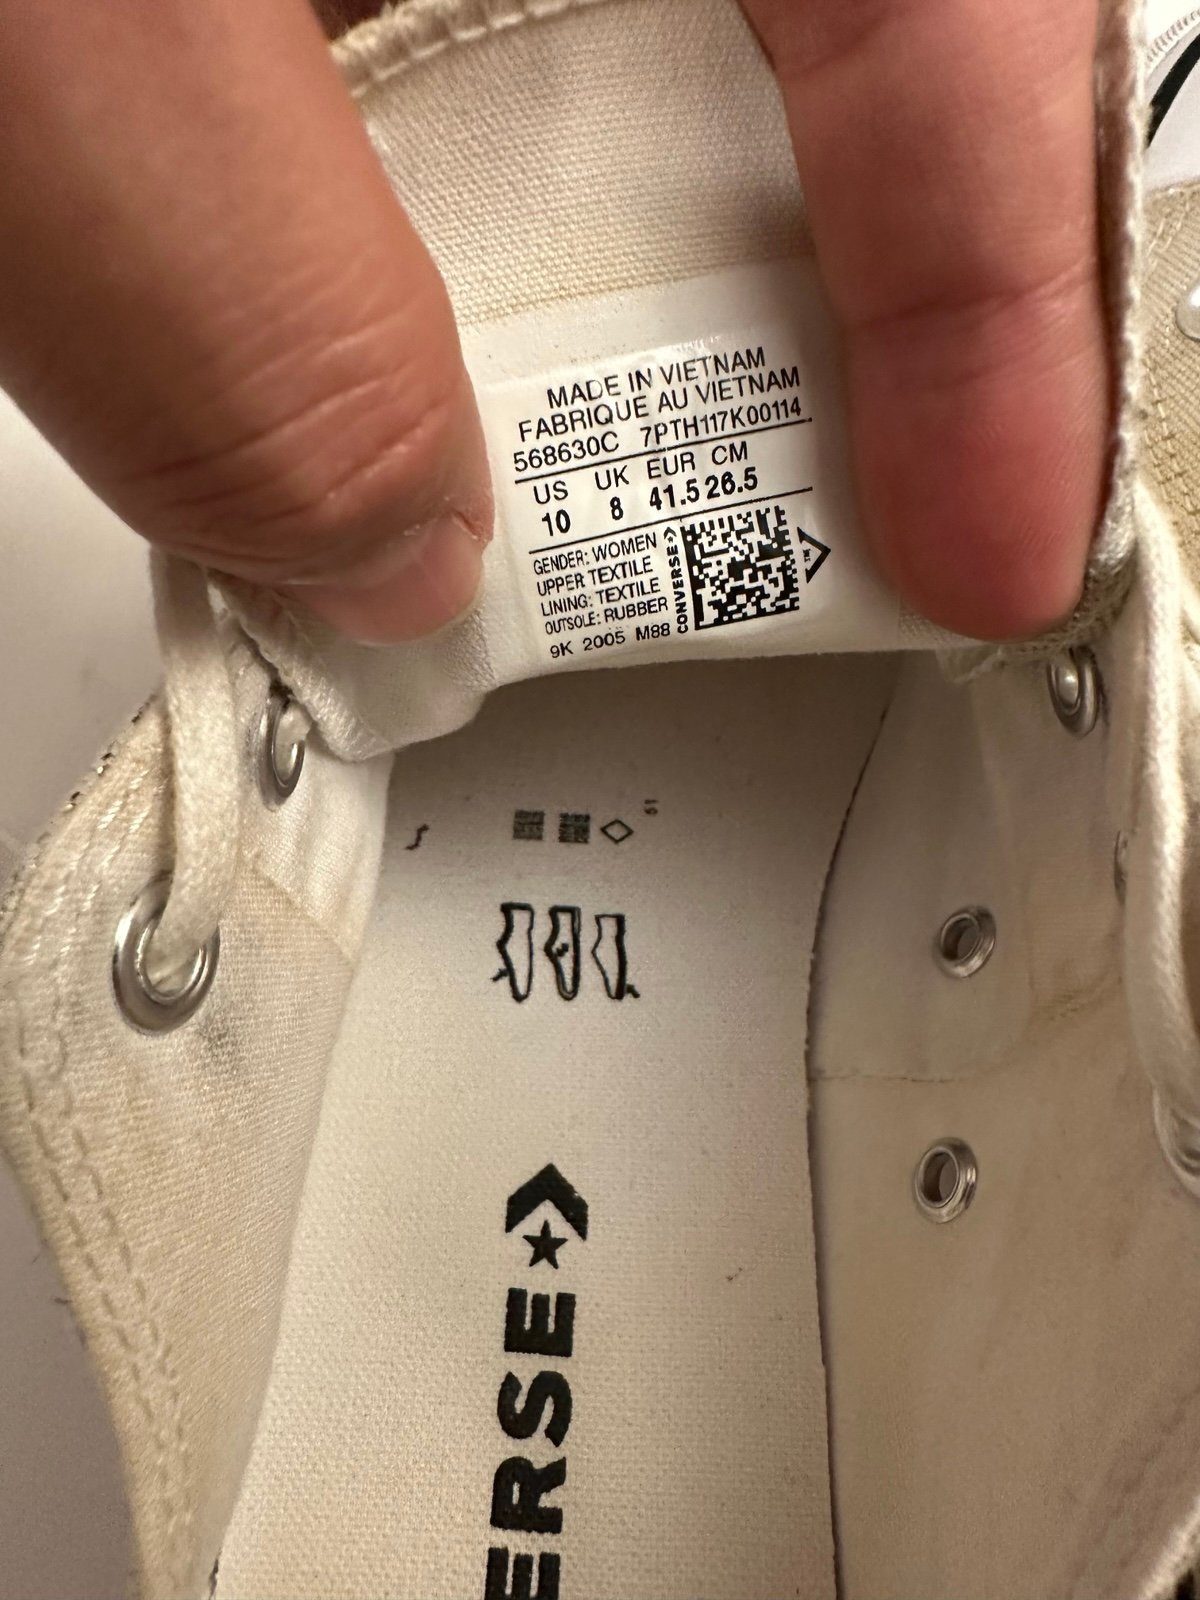 MADE IN VIETNAM
FABRIQUE AU VIETNAM
568630C 7PTH117K00114
US UK EUR CM
10 8 41.5 26.5
GENDER: WOMEN
UPPER TEXTILE
LINING: TEXTILE
OUTSOLE: RUBBER
9K 2005 M88
CONVERSE
TM
ERSE